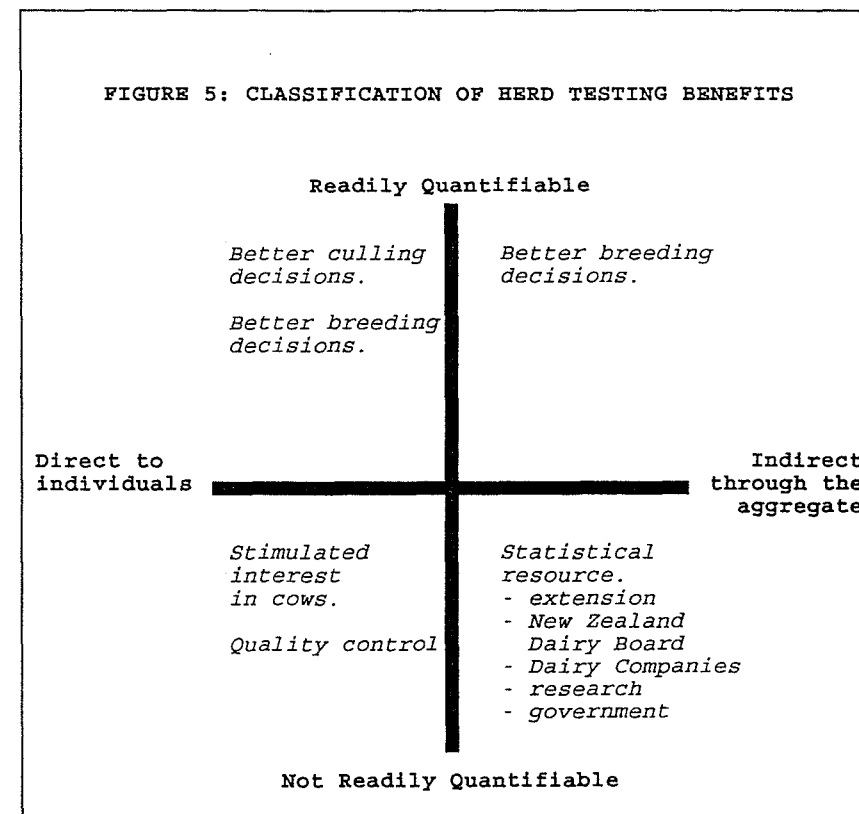 FIGURE 5: CLASSIFICATION OF HERD TESTING BENEFITS
Readily Quantifiable
Better culling
decisions.
Better breeding
decisions.
Better breeding
decisions.
Direct to
individuals
Indirect
through the
aggregate
Stimulated
interest
in cows.
Quality control
Statistical
resource.
- extension
- New Zealand
Dairy Board
- Dairy Companies
- research
- government
Not Readily Quantifiable